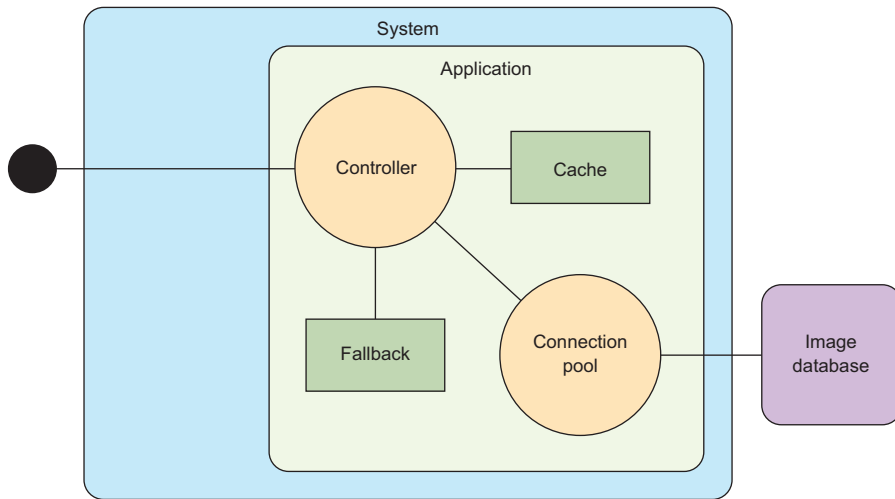 System
Application
Controller
Cache
Fallback
Connection
pool
Image
database